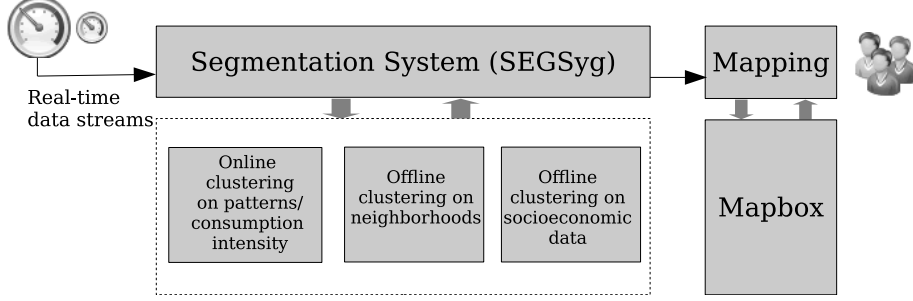 Segmentation System (SEGSyg)
Mapping
Real-time
data streams
Online
clustering
on patterns/
consumption
intensity
Offline
clustering on
neighborhoods
Offline
clustering on
socioeconomic
data
Mapbox